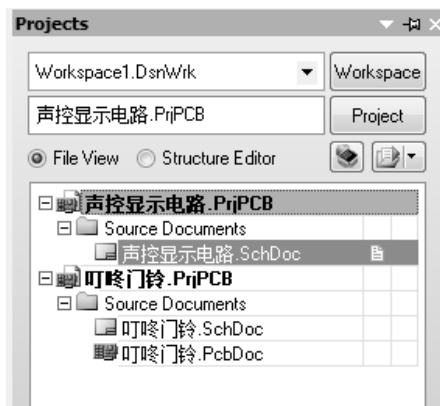 Projects
Workspace1.DsnWrk
Workspace
声控显示电路.PrjPCB
Project
File View
Structure Editor
声控显示电路.PrjPCB
Source Documents
声控显示电路.SchDoc
叮咚门铃.PrjPCB
Source Documents
叮咚门铃.SchDoc
叮咚门铃.PcbDoc